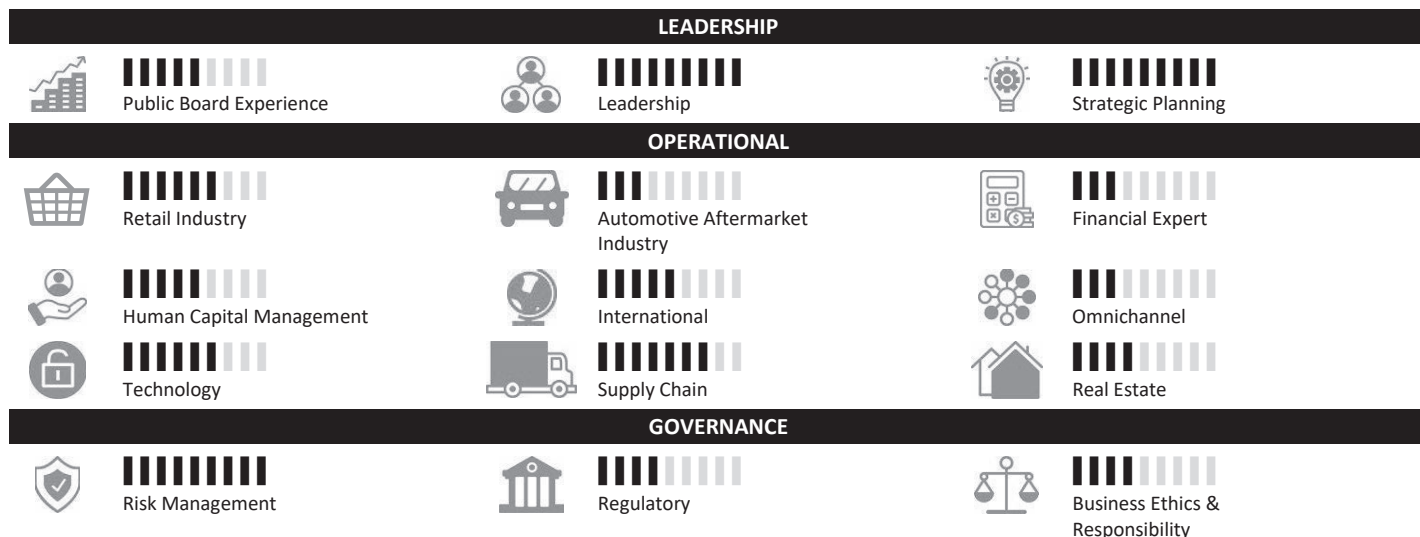 LEADERSHIP
Public Board Experience
Leadership
Strategic Planning
OPERATIONAL
Retail Industry
Automotive Aftermarket
Industry
Financial Expert
Human Capital Management
International
Omnichannel
Technology
Supply Chain
Real Estate
GOVERNANCE
Risk Management
Regulatory
Business Ethics &
Responsibility